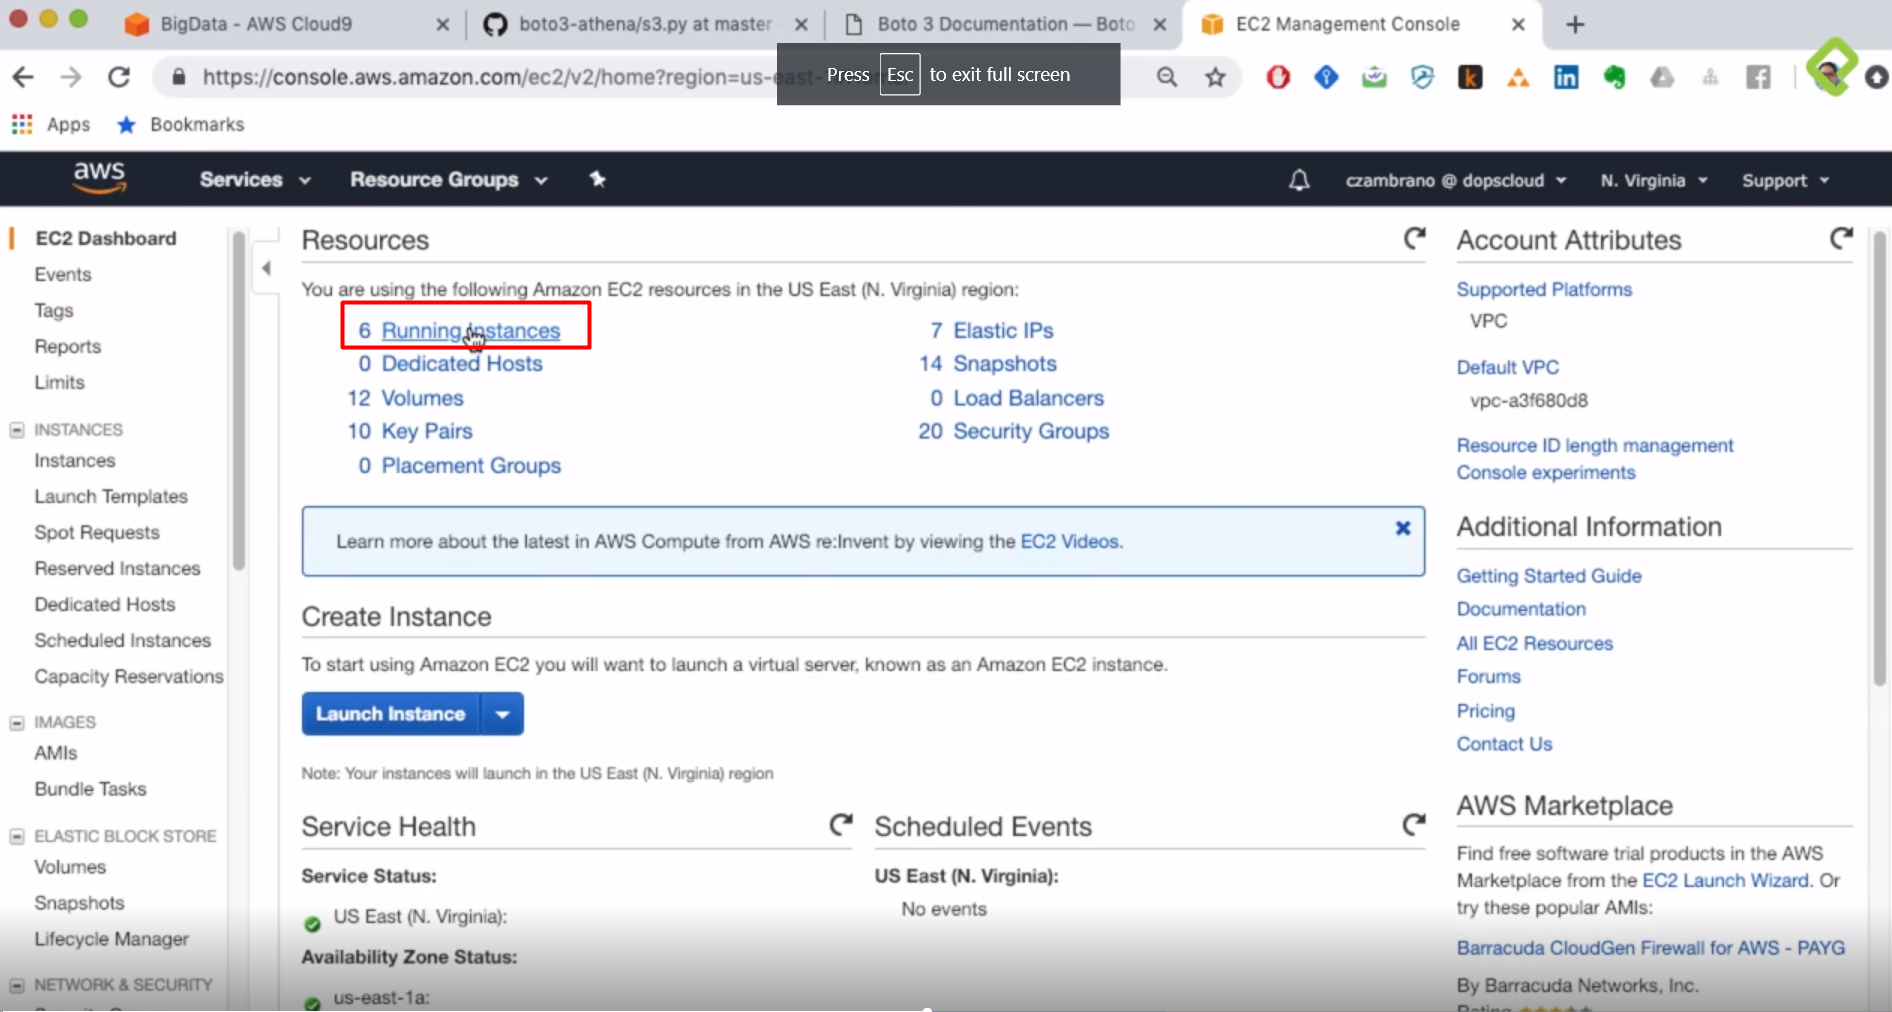 BigData - AWS Cloud9
boto3-athena/s3.py at master
Boto 3 Documentation — Boto
EC2 Management Console
https://console.aws.amazon.com/ec2/v2/home?region=us-east-
Press Esc to exit full screen
Apps
Bookmarks
aws
Services
Resource Groups
czambrano @ dopscloud
N. Virginia
Support
EC2 Dashboard
Events
Tags
Reports
Limits
INSTANCES
Instances
Launch Templates
Spot Requests
Reserved Instances
Dedicated Hosts
Scheduled Instances
Capacity Reservations
IMAGES
AMIs
Bundle Tasks
ELASTIC BLOCK STORE
Volumes
Snapshots
Lifecycle Manager
NETWORK & SECURITY
Resources
You are using the following Amazon EC2 resources in the US East (N. Virginia) region:
6 Running Instances
0 Dedicated Hosts
12 Volumes
10 Key Pairs
0 Placement Groups
7 Elastic IPs
14 Snapshots
0 Load Balancers
20 Security Groups
Learn more about the latest in AWS Compute from AWS re:Invent by viewing the EC2 Videos.
Create Instance
To start using Amazon EC2 you will want to launch a virtual server, known as an Amazon EC2 instance.
Launch Instance
Note: Your instances will launch in the US East (N. Virginia) region
Service Health
Service Status:
US East (N. Virginia):
Availability Zone Status:
us-east-1a:
Scheduled Events
US East (N. Virginia):
No events
Account Attributes
Supported Platforms
VPC
Default VPC
vpc-a3f680d8
Resource ID length management
Console experiments
Additional Information
Getting Started Guide
Documentation
All EC2 Resources
Forums
Pricing
Contact Us
AWS Marketplace
Find free software trial products in the AWS
Marketplace from the EC2 Launch Wizard. Or
try these popular AMIs:
Barracuda CloudGen Firewall for AWS - PAYG
By Barracuda Networks, Inc.